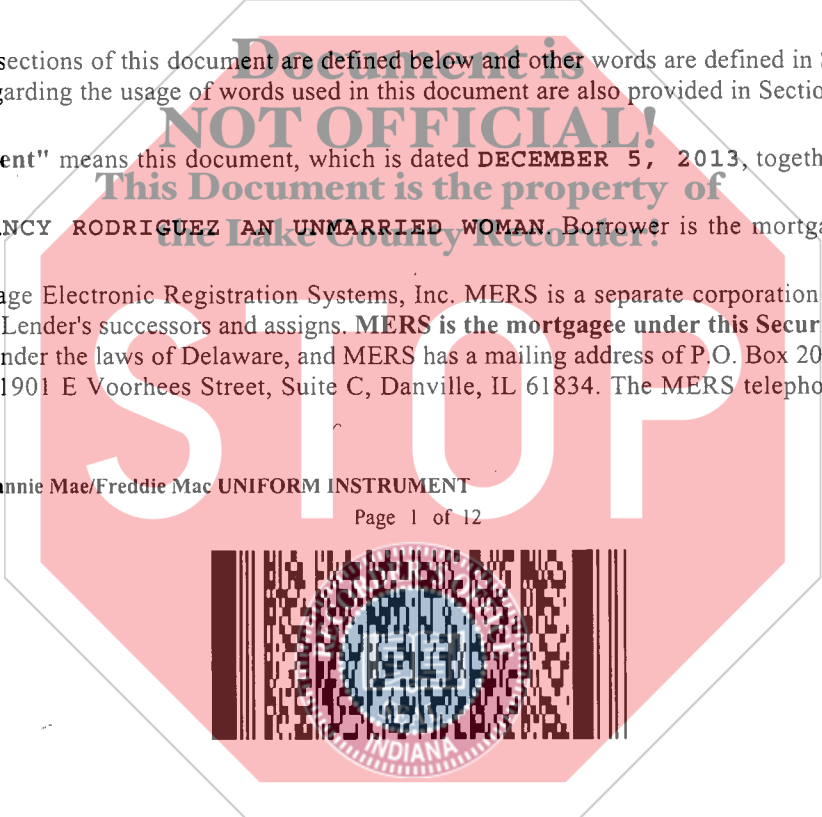 sections of this document are defined below and other words are defined in
Document is
garding the usage of words used in this document are also provided in Sectio
NOT OFFICIAL!
ent" means this document, which is dated DECEMBER 5, 2013, togeth
This Document is the property of
NCY RODRIGUEZ AN UNMARRIED WOMAN. Borrower is the mortga
the Lake County Recorder!
age Electronic Registration Systems, Inc. MERS is a separate corporation
Lender's successors and assigns. MERS is the mortgagee under this Secur
nder the laws of Delaware, and MERS has a mailing address of P.O. Box 20
1901 E Voorhees Street, Suite C, Danville, IL 61834. The MERS telepho
STOP
annie Mae/Freddie Mac UNIFORM INSTRUMENT
Page 1 of 12
RECORDER'S OFFICE
INDIANA